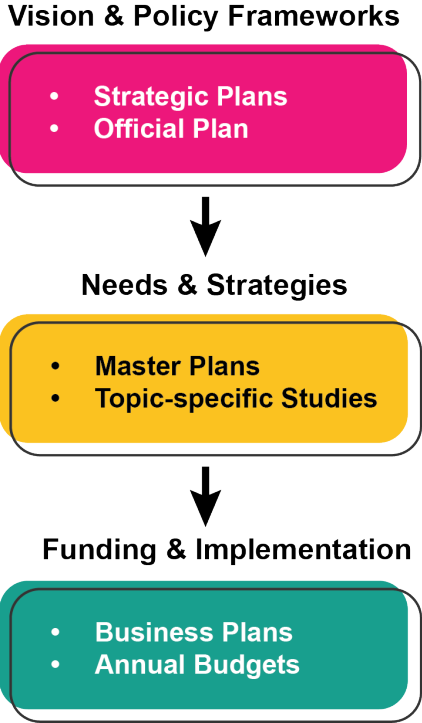 Vision & Policy Frameworks
• Strategic Plans
• Official Plan
Needs & Strategies
• Master Plans
• Topic-specific Studies
Funding & Implementation
• Business Plans
• Annual Budgets